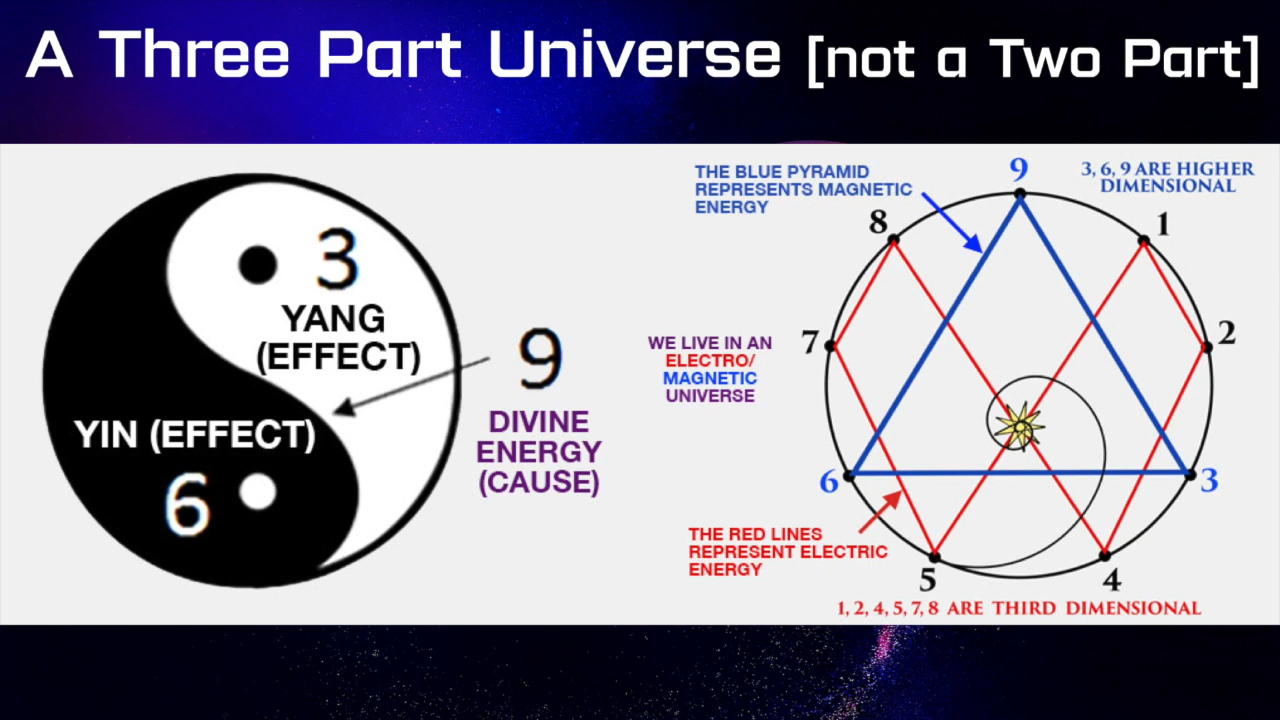 A Three Part Universe [not a Two Part]
3
YANG
(EFFECT)
YIN (EFFECT)
6
9
DIVINE
ENERGY
(CAUSE)
THE BLUE PYRAMID
REPRESENTS MAGNETIC
ENERGY
9
3, 6, 9 ARE HIGHER
DIMENSIONAL
8
1
7
2
WE LIVE IN AN
ELECTRO/
MAGNETIC
UNIVERSE
6
3
THE RED LINES
REPRESENT ELECTRIC
ENERGY
5
4
1, 2, 4, 5, 7, 8 ARE THIRD DIMENSIONAL